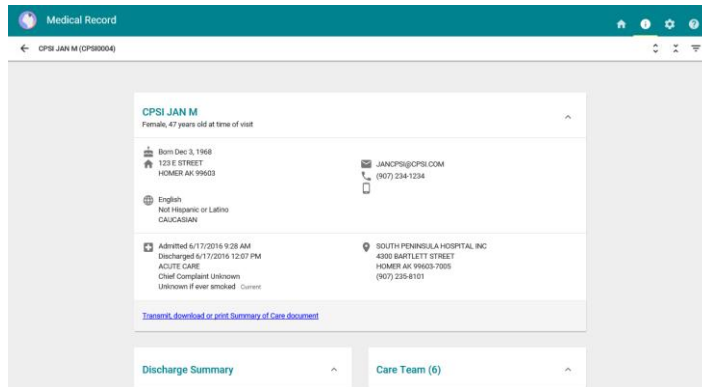 Medical Record
CPSI JAN M (CPSI0004)
CPSI JAN M
Female, 47 years old at time of visit
Born Dec 3, 1968
123 E STREET
HOMER AK 99603
JANCPSI@CPSI.COM
(907) 234-1234
English
Not Hispanic or Latino
CAUCASIAN
Admitted 6/17/2016 9:28 AM
Discharged 6/17/2016 12:07 PM
ACUTE CARE
Chief Complaint Unknown
Unknown if ever smoked Current
SOUTH PENINSULA HOSPITAL INC
4300 BARTLETT STREET
HOMER AK 99603-7005
(907) 235-8101
Transmit, download or print Summary of Care document
Discharge Summary
Care Team (6)